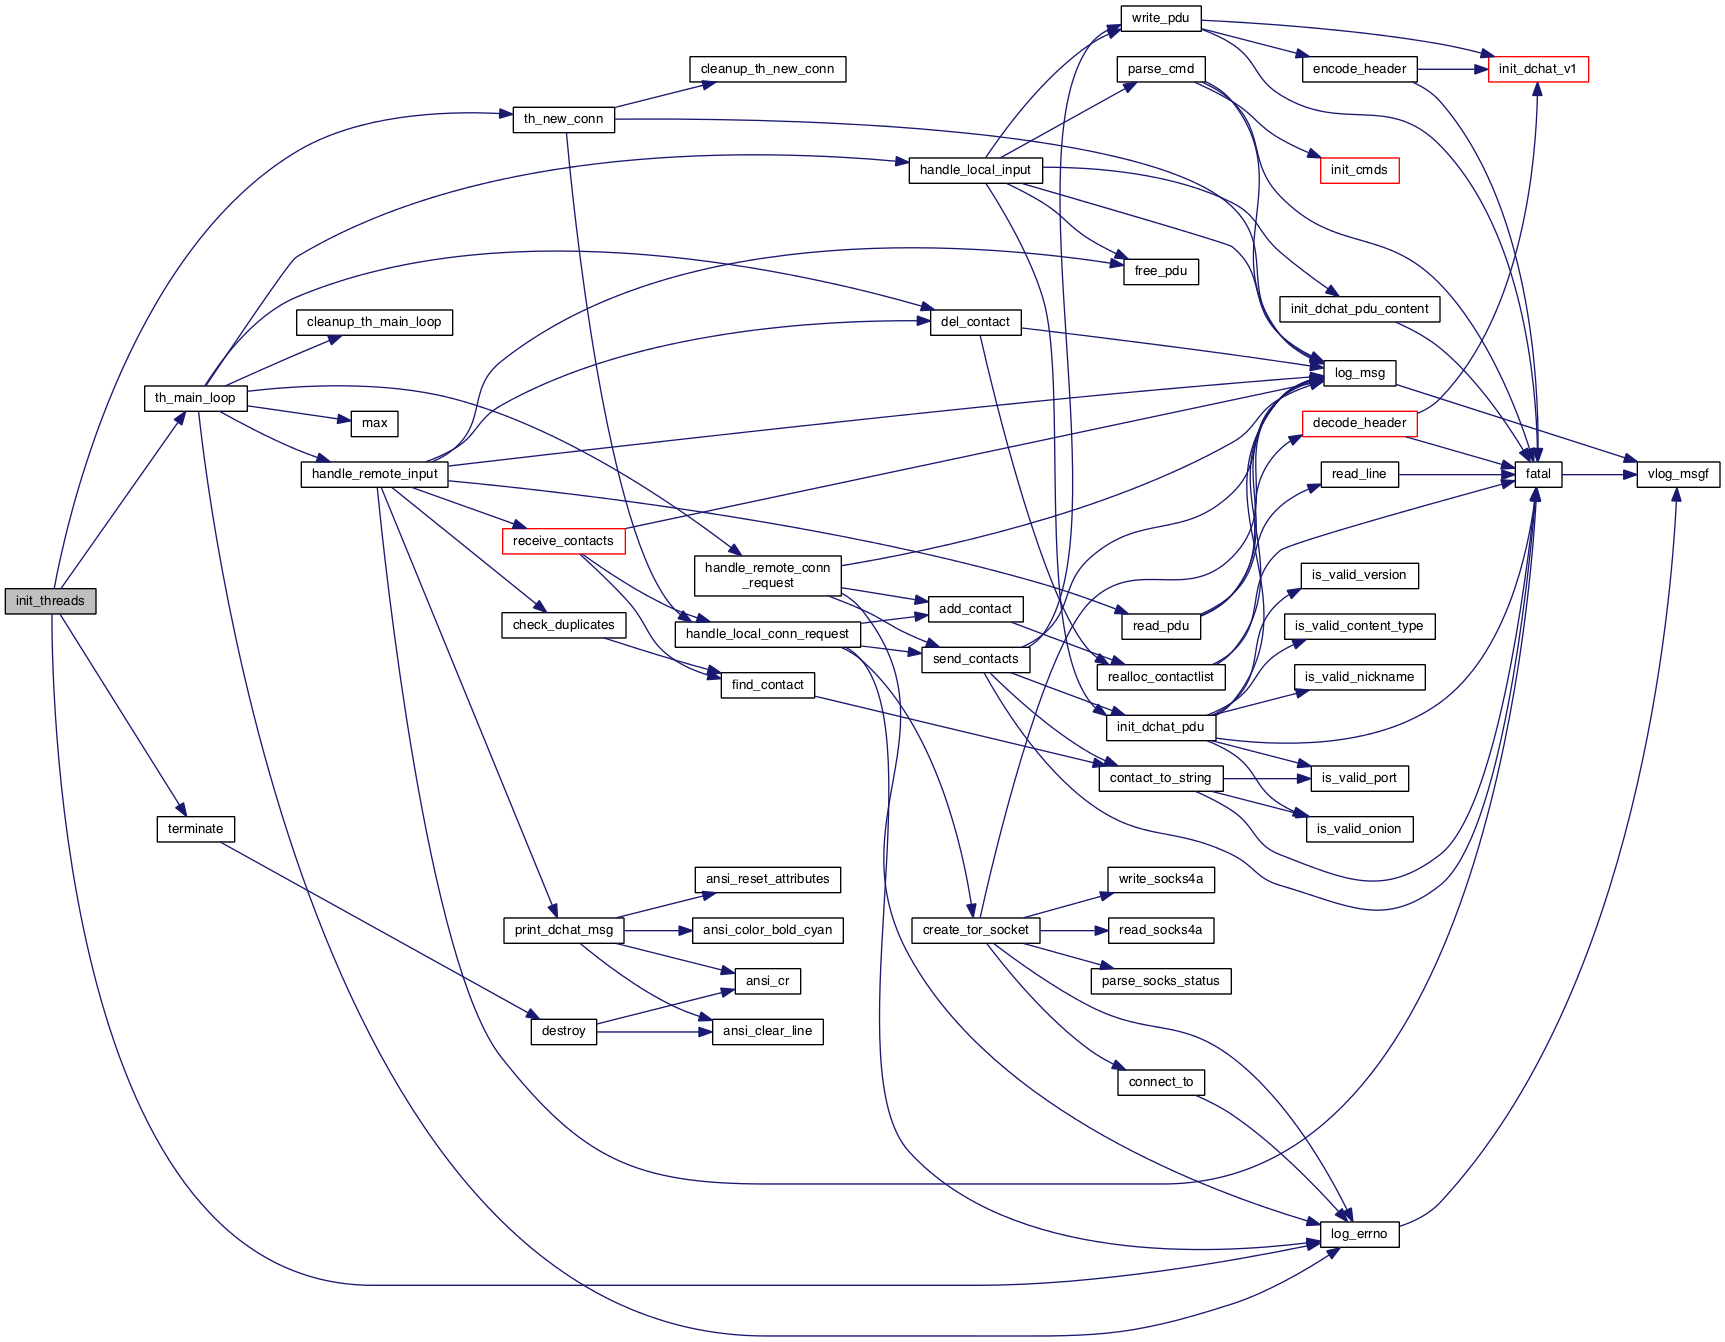 write_pdu
cleanup_th_new_conn
parse_cmd
encode_header
init_dchat_v1
th_new_conn
handle_local_input
init_cmds
free_pdu
init_dchat_pdu_content
cleanup_th_main_loop
del_contact
log_msg
th_main_loop
max
decode_header
handle_remote_input
read_line
fatal
vlog_msgf
receive_contacts
handle_remote_conn
_request
is_valid_version
init_threads
add_contact
check_duplicates
read_pdu
is_valid_content_type
handle_local_conn_request
send_contacts
realloc_contactlist
is_valid_nickname
find_contact
init_dchat_pdu
contact_to_string
is_valid_port
terminate
is_valid_onion
ansi_reset_attributes
write_socks4a
print_dchat_msg
ansi_color_bold_cyan
create_tor_socket
read_socks4a
ansi_cr
parse_socks_status
destroy
ansi_clear_line
connect_to
log_errno